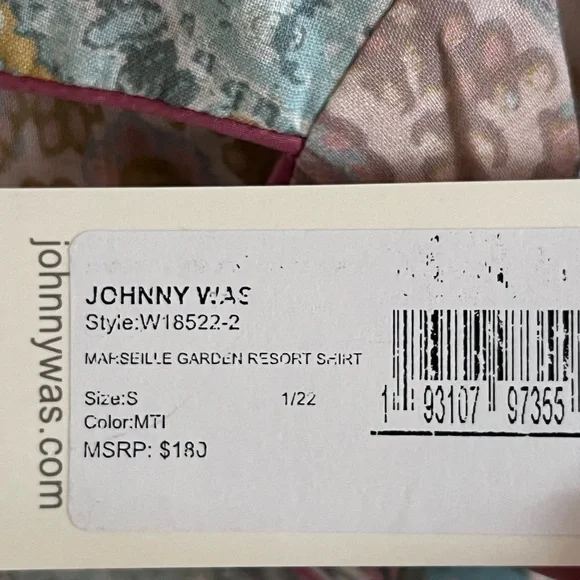 johnnywas.com
JOHNNY WAS
Style:W18522-2
MARSEILLE GARDEN RESORT SHIRT
Size:S 1/22
Color:MTI
MSRP: $180
1 93107 97355